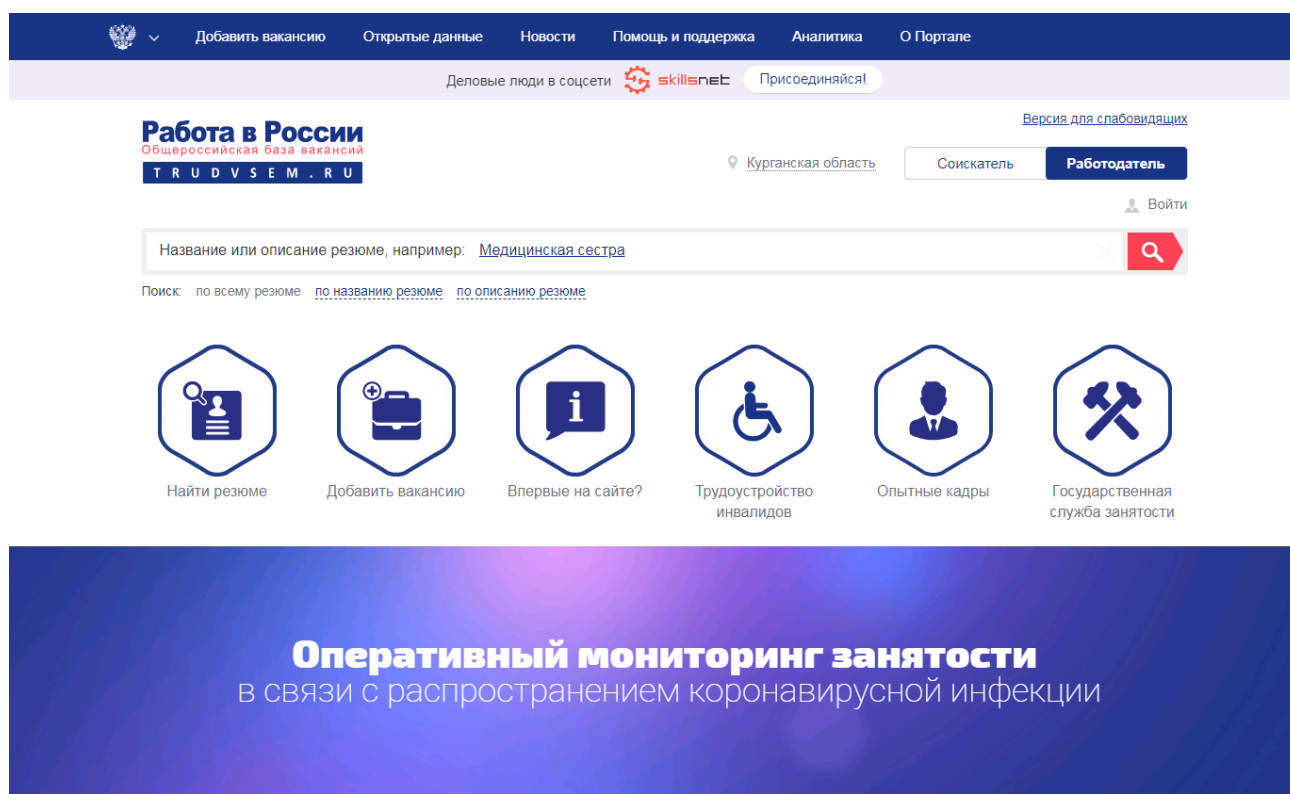 Добавить вакансию Открытые данные Новости Помощь и поддержка Аналитика О Портале
Деловые люди в соцсети skillsnet Присоединяйся!
Версия для слабовидящих
Работа в России
Общероссийская база вакансий
TRUDVSEM.RU
Курганская область Соискатель Работодатель
Войти
Название или описание резюме, например: Медицинская сестра
Поиск: по всему резюме по названию резюме по описанию резюме
Найти резюме Добавить вакансию Впервые на сайте? Трудоустройство инвалидов Опытные кадры Государственная служба занятости
Оперативный мониторинг занятости
в связи с распространением коронавирусной инфекции